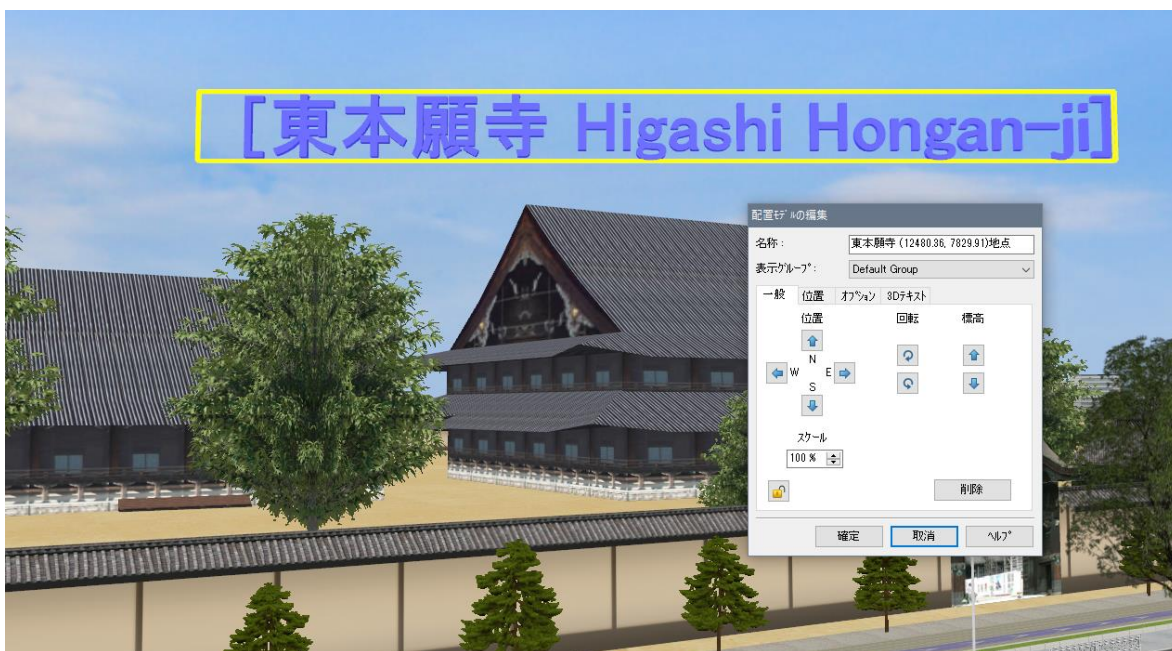 [東本願寺 Higashi Hongan-ji]
配置ﾓﾃﾞﾙの編集
名称：
東本願寺 (12480.36, 7829.91)地点
表示ｸﾞﾙｰﾌﾟ：
Default Group
一般 位置 ｵﾌﾟｼｮﾝ 3Dﾃｷｽﾄ
位置 回転 標高
N
W E
S
ｽｹｰﾙ
100 %
削除
確定 取消 ﾍﾙﾌﾟ